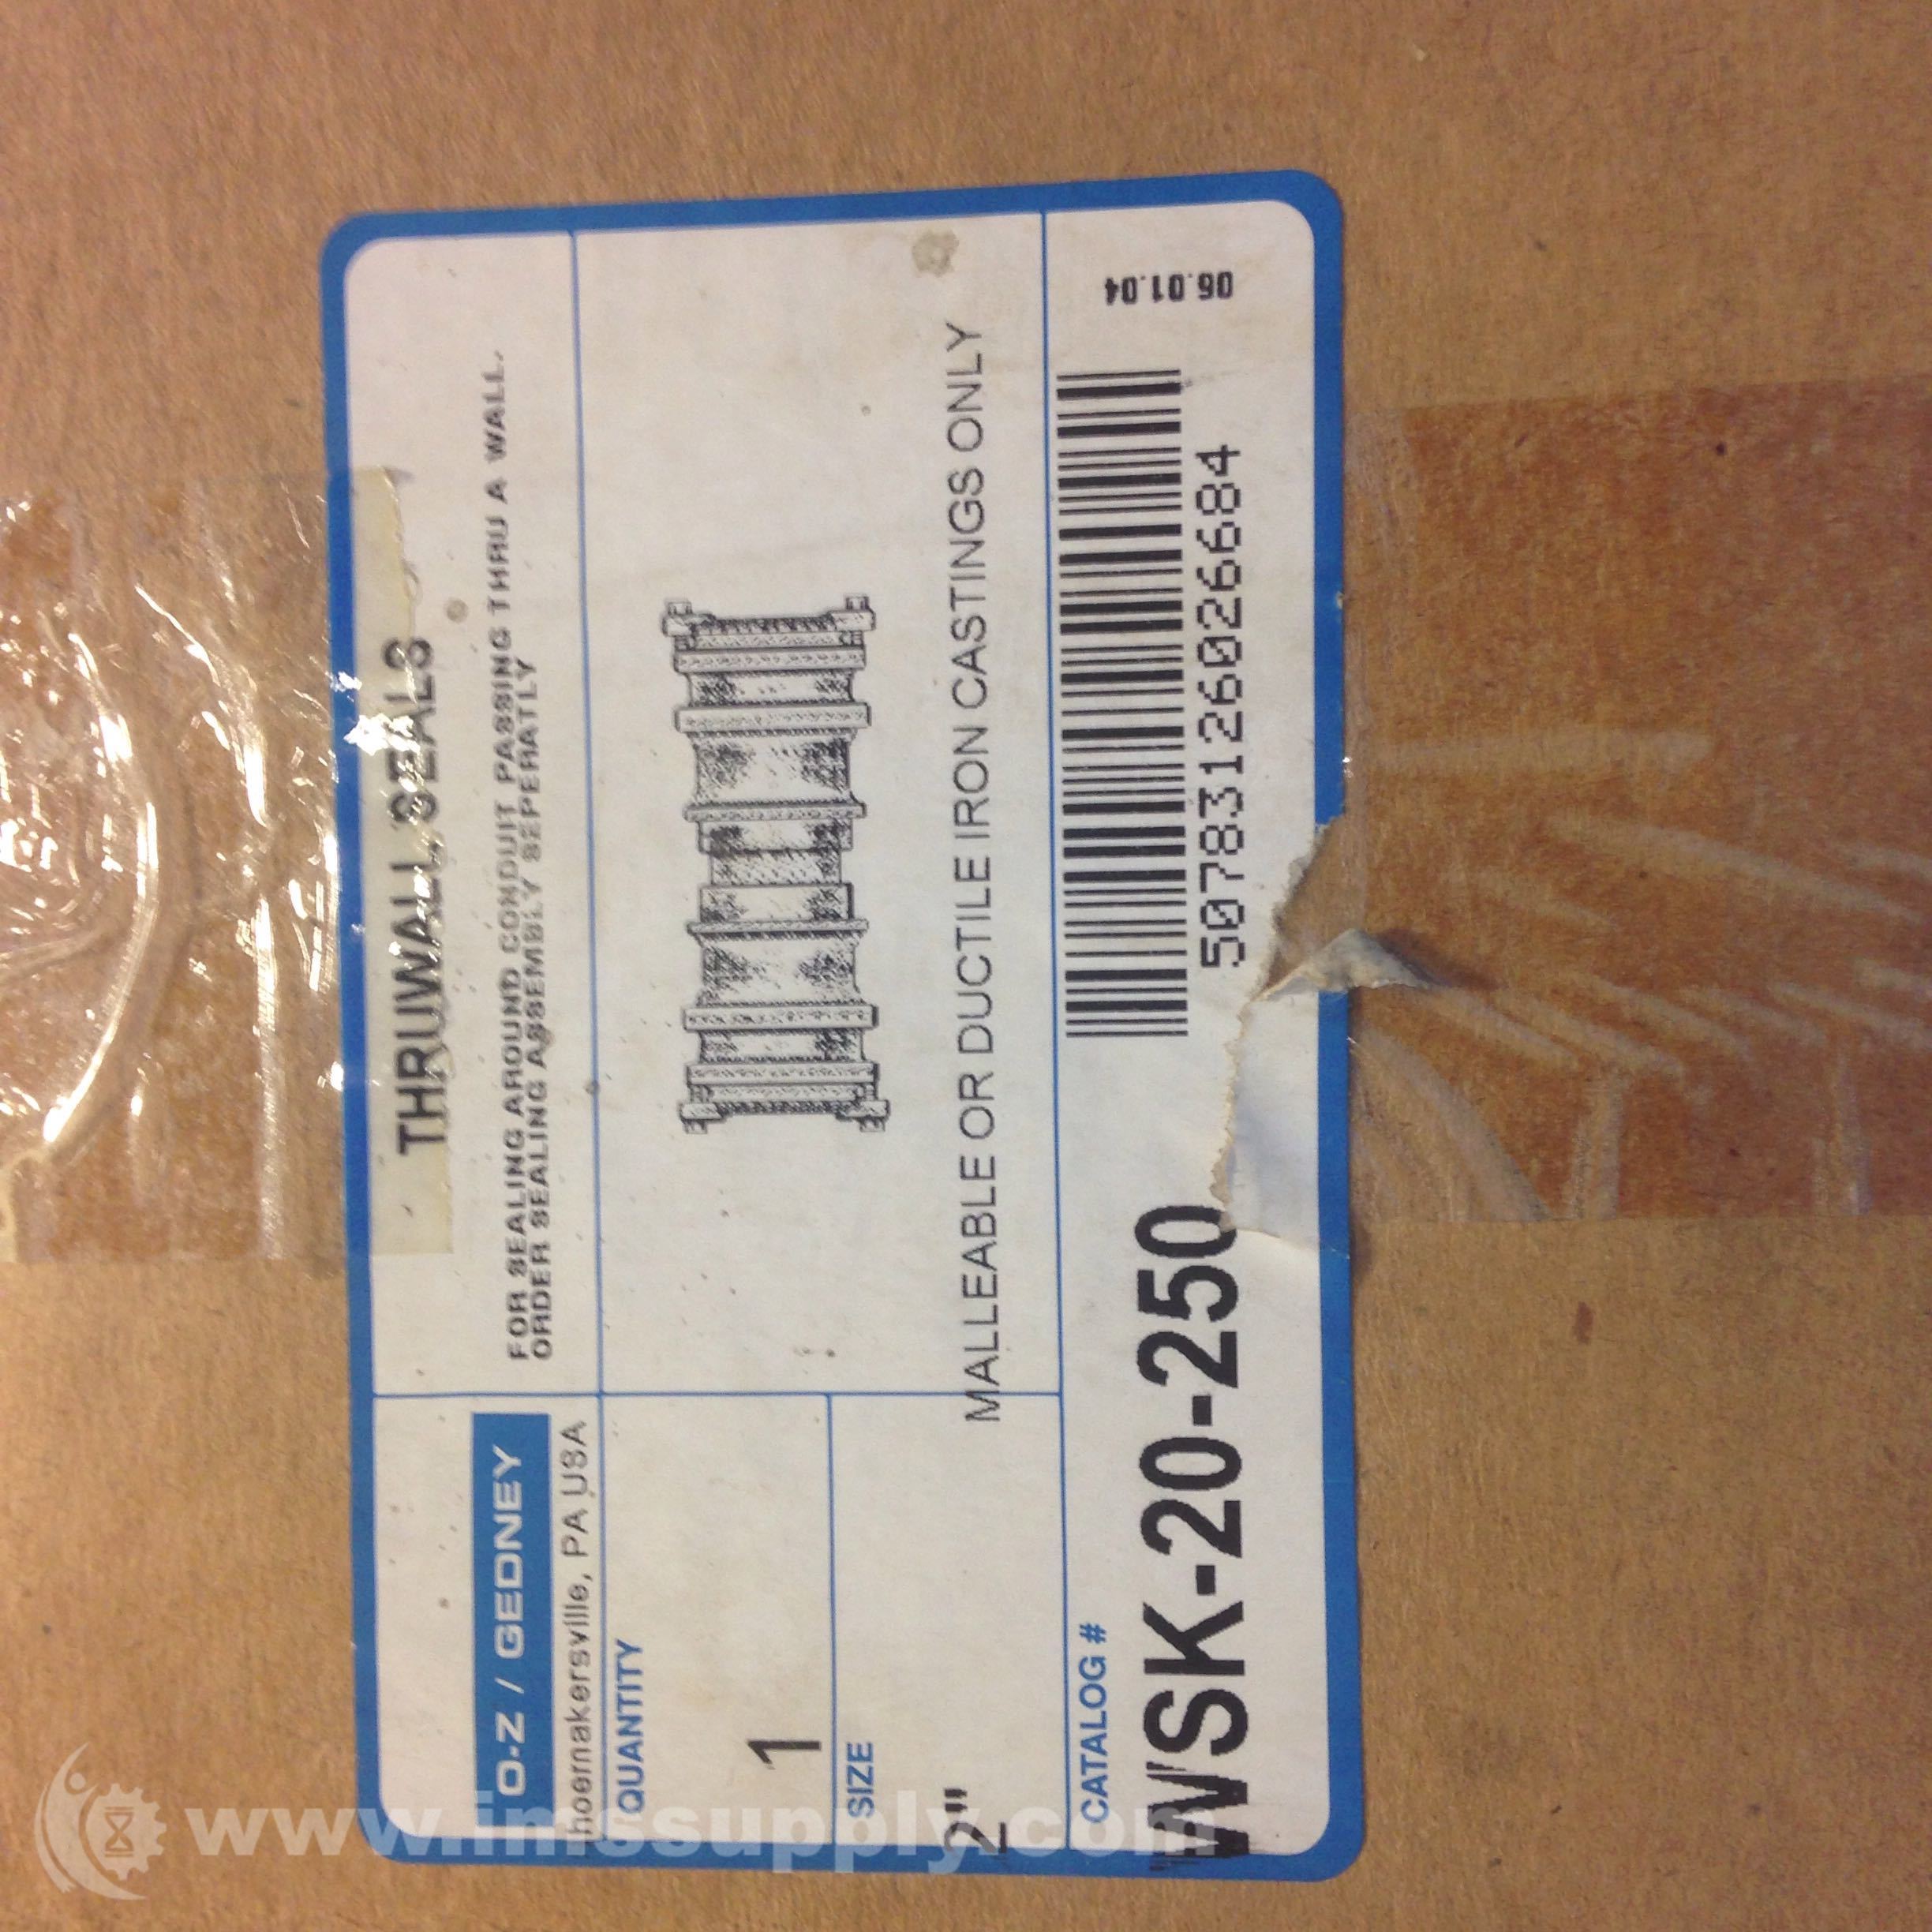 THRUWALL SEALS
FOR SEALING AROUND CONDUIT PASSING THRU A WALL.
ORDER SEALING ASSEMBLY SEPERATLY
O-Z / GEDNEY
hoernakersville, PA USA
QUANTITY
1
SIZE
2"
MALLEABLE OR DUCTILE IRON CASTINGS ONLY
CATALOG #
WSK-20-250
50783126026684
06.01.04
www.imssupply.com